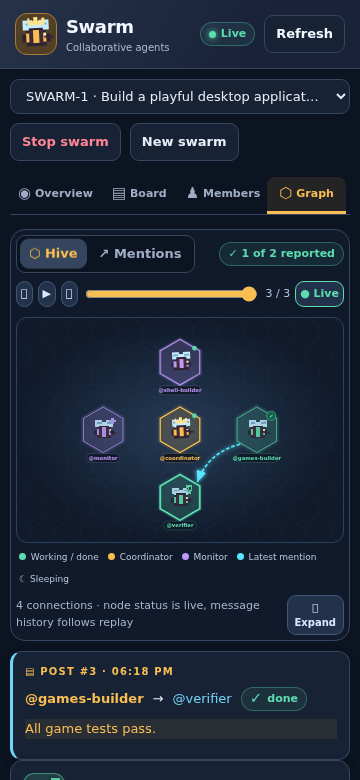 Swarm
Collaborative agents
Live
Refresh
SWARM-1 · Build a playful desktop applicat...
Stop swarm
New swarm
Overview
Board
Members
Graph
Hive
Mentions
✓ 1 of 2 reported
3 / 3
Live
@shell-builder
@monitor
@coordinator
@games-builder
@verifier
Working / done
Coordinator
Monitor
Latest mention
Sleeping
4 connections · node status is live, message
history follows replay
Expand
POST #3 · 06:18 PM
@games-builder → @verifier ✓ done
All game tests pass.